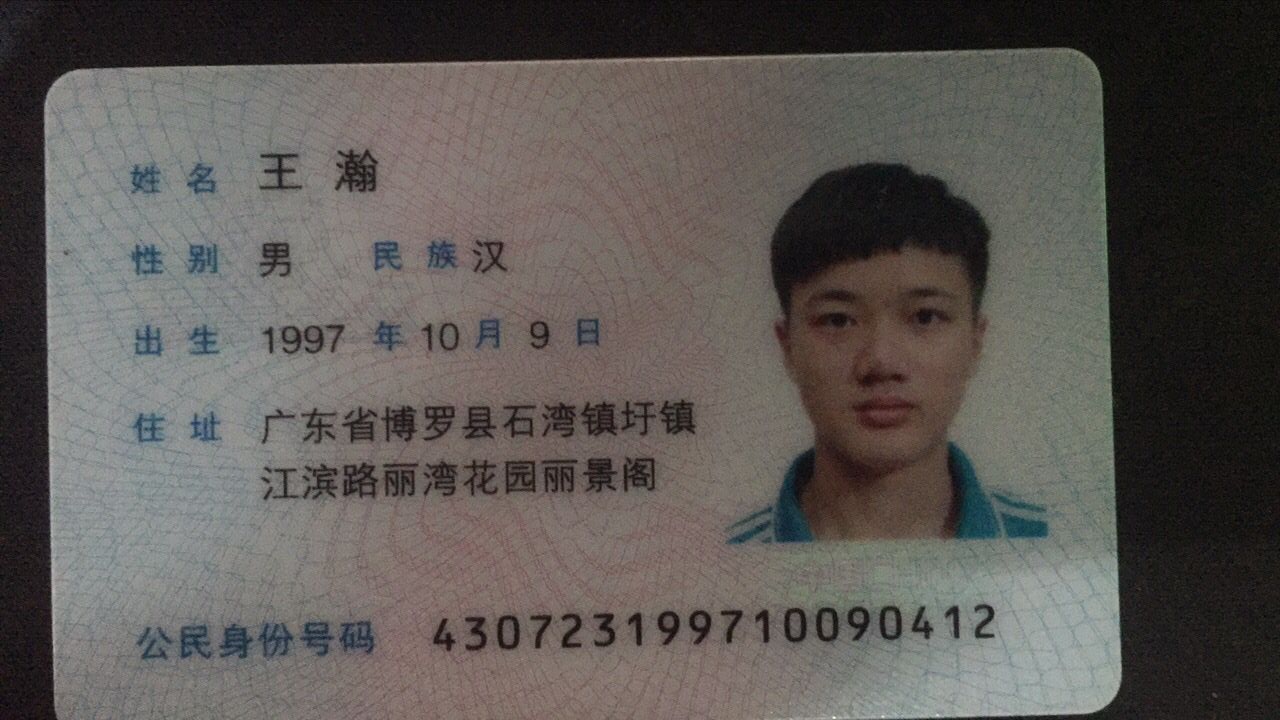 姓名 王瀚
性别 男 民族 汉
出生 1997 年 10 月 9 日
住址 广东省博罗县石湾镇圩镇
江滨路丽湾花园丽景阁
公民身份号码 430723199710090412